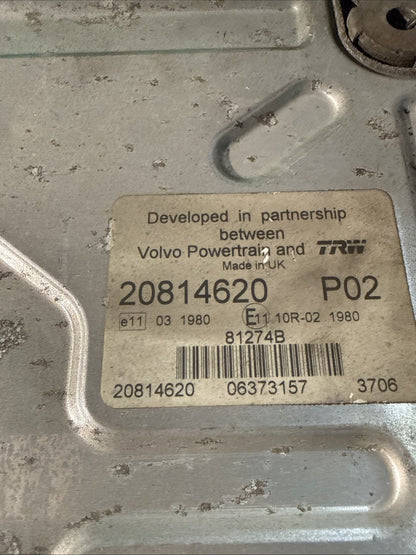 Developed in partnership
between
Volvo Powertrain and TRW
Made in UK
20814620 P02
e11 03 1980 E11 10R-02 1980
81274B
20814620 06373157 3706